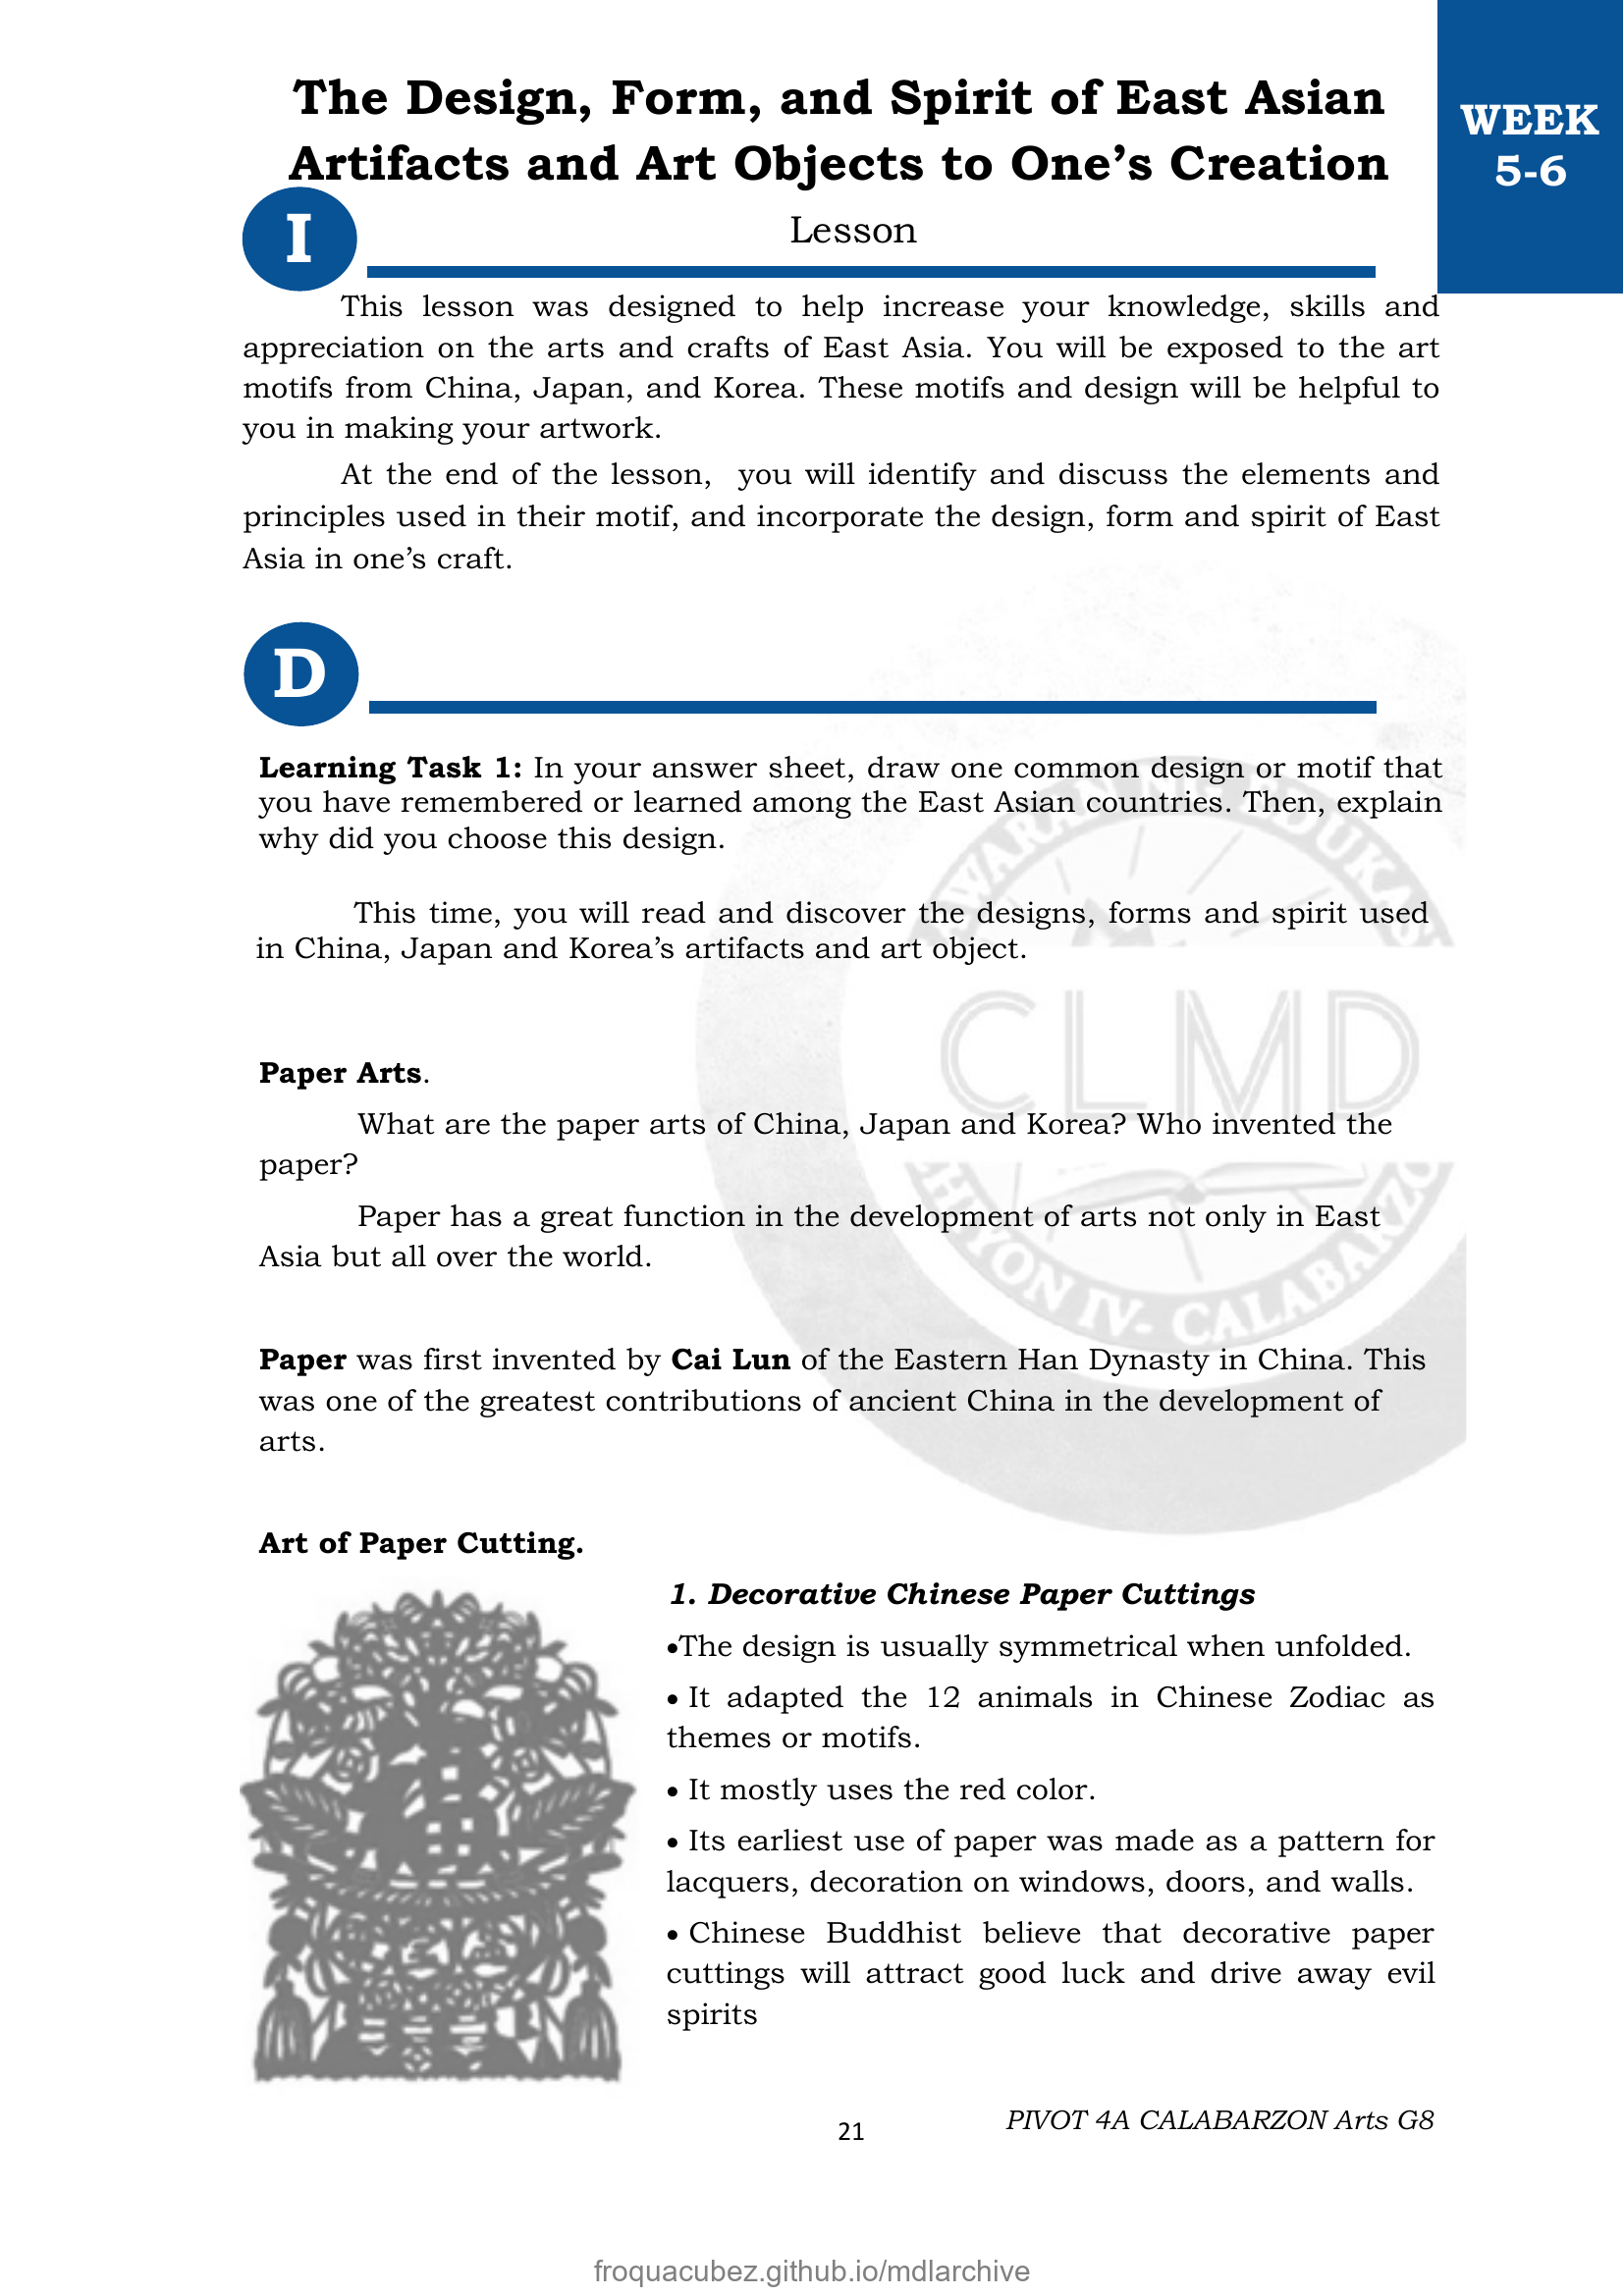 The Design, Form, and Spirit of East Asian
Artifacts and Art Objects to One’s Creation
WEEK
5-6
I
Lesson
This lesson was designed to help increase your knowledge, skills and
appreciation on the arts and crafts of East Asia. You will be exposed to the art
motifs from China, Japan, and Korea. These motifs and design will be helpful to
you in making your artwork.
At the end of the lesson, you will identify and discuss the elements and
principles used in their motif, and incorporate the design, form and spirit of East
Asia in one’s craft.
D
Learning Task 1: In your answer sheet, draw one common design or motif that
you have remembered or learned among the East Asian countries. Then, explain
why did you choose this design.
This time, you will read and discover the designs, forms and spirit used
in China, Japan and Korea’s artifacts and art object.
CLMD
Paper Arts.
What are the paper arts of China, Japan and Korea? Who invented the
paper?
Paper has a great function in the development of arts not only in East
Asia but all over the world.
IV- CALABARZO
Paper was first invented by Cai Lun of the Eastern Han Dynasty in China. This
was one of the greatest contributions of ancient China in the development of
arts.
Art of Paper Cutting.
1. Decorative Chinese Paper Cuttings
•The design is usually symmetrical when unfolded.
• It adapted the 12 animals in Chinese Zodiac as
themes or motifs.
• It mostly uses the red color.
• Its earliest use of paper was made as a pattern for
lacquers, decoration on windows, doors, and walls.
• Chinese Buddhist believe that decorative paper
cuttings will attract good luck and drive away evil
spirits
21
PIVOT 4A CALABARZON Arts G8
froquacubez.github.io/mdlarchive